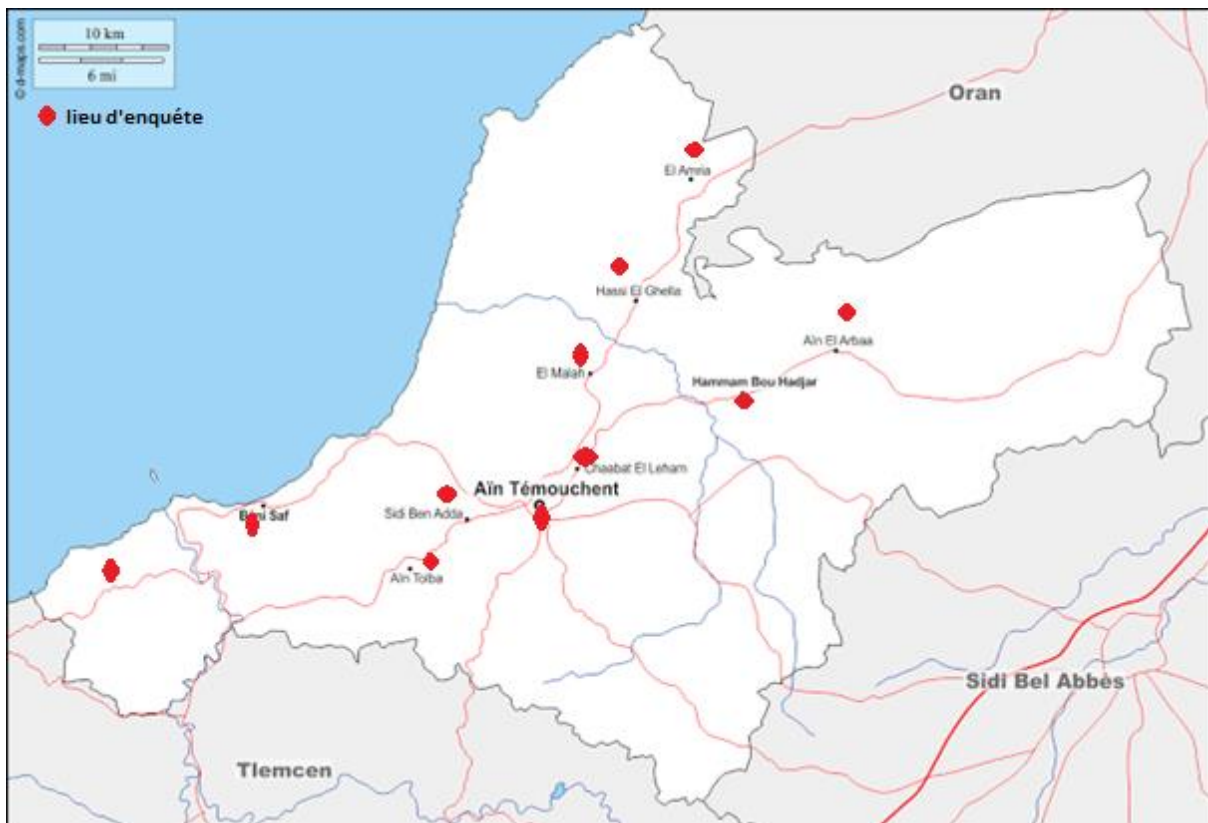 10 km
6 mi
© d-maps.com
lieu d'enquéte
Oran
El Amria
Hassi El Ghella
Aïn El Arbaa
El Malah
Hammam Bou Hadjar
Chaabat El Leham
Aïn Témouchent
Sidi Ben Adda
Béni Saf
Aïn Tolba
Sidi Bel Abbès
Tlemcen